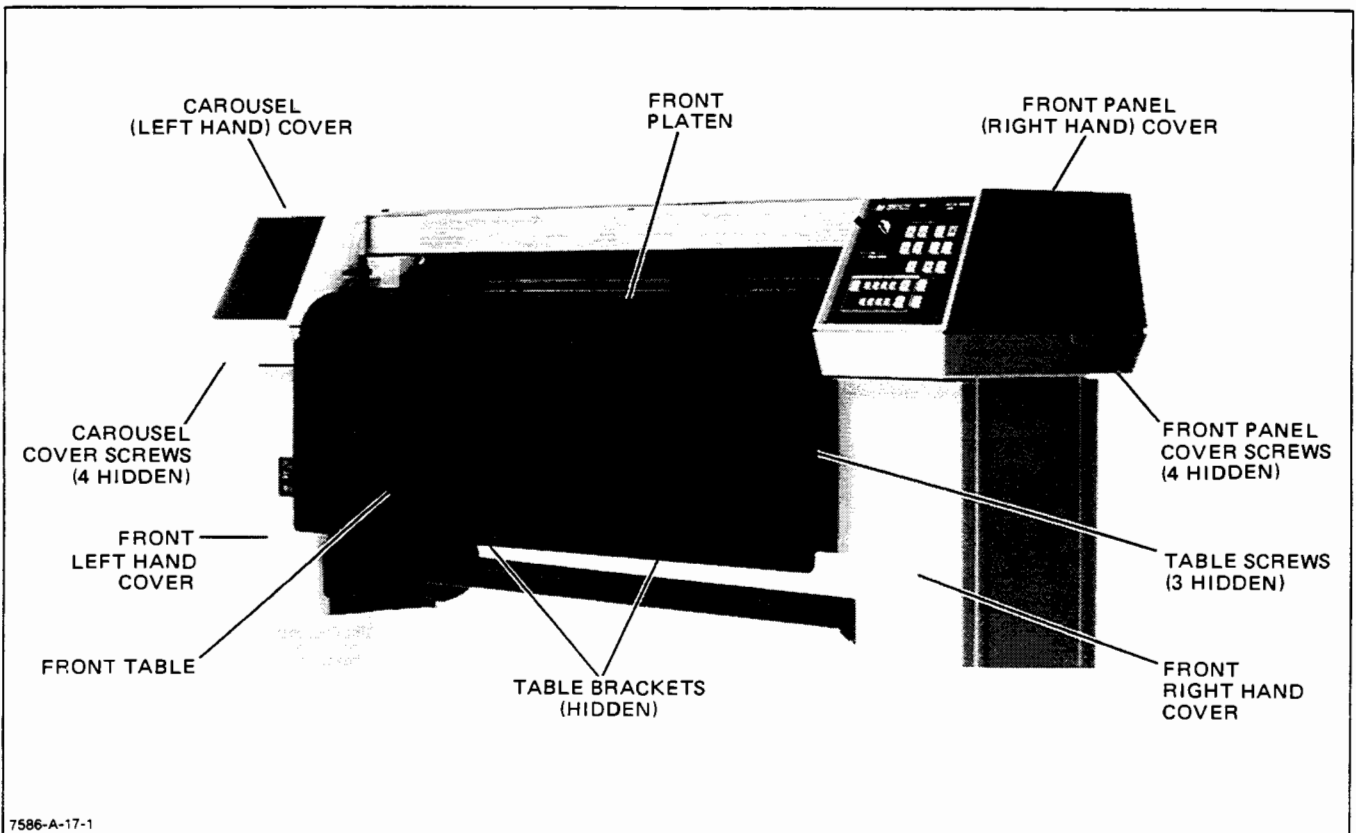 CAROUSEL
(LEFT HAND) COVER
FRONT
PLATEN
FRONT PANEL
(RIGHT HAND) COVER
CAROUSEL
COVER SCREWS
(4 HIDDEN)
FRONT PANEL
COVER SCREWS
(4 HIDDEN)
FRONT
LEFT HAND
COVER
TABLE SCREWS
(3 HIDDEN)
FRONT TABLE
TABLE BRACKETS
(HIDDEN)
FRONT
RIGHT HAND
COVER
7586-A-17-1